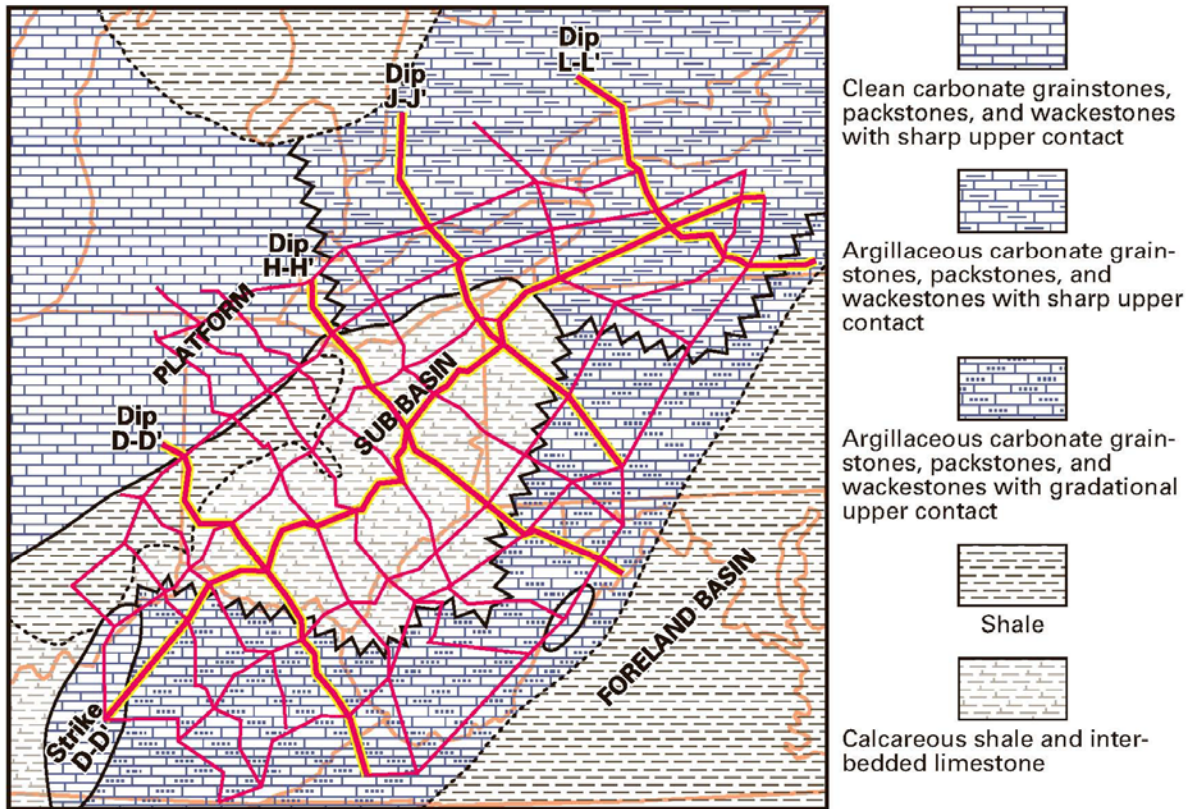 Dip
L-L'
Dip
J-J'
Dip
H-H'
PLATFORM
SUB-BASIN
Dip
D-D'
Strike
D-D'
FORELAND BASIN
Clean carbonate grainstones,
packstones, and wackestones
with sharp upper contact
Argillaceous carbonate grain-
stones, packstones, and
wackestones with sharp upper
contact
Argillaceous carbonate grain-
stones, packstones, and
wackestones with gradational
upper contact
Shale
Calcareous shale and inter-
bedded limestone